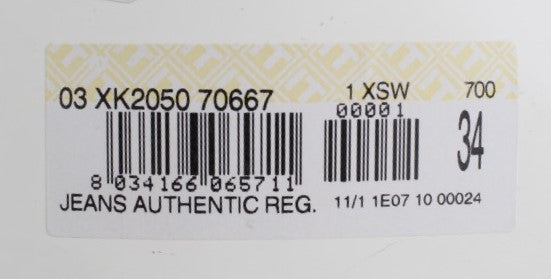 03 XK2050 70667 1 XSW 700
00001
34
8 034166 065711
JEANS AUTHENTIC REG. 11/1 1E07 10 00024